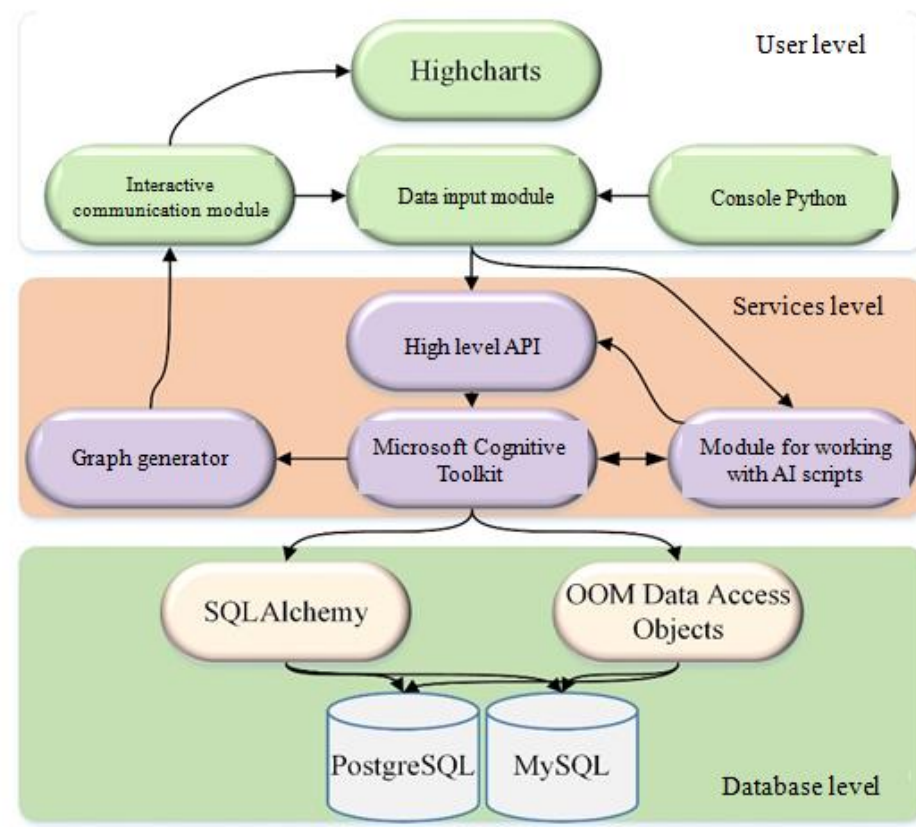 User level
Highcharts
Interactive
communication module
Data input module
Console Python
Services level
High level API
Graph generator
Microsoft Cognitive
Toolkit
Module for working
with AI scripts
SQLAlchemy
OOM Data Access
Objects
PostgreSQL
MySQL
Database level